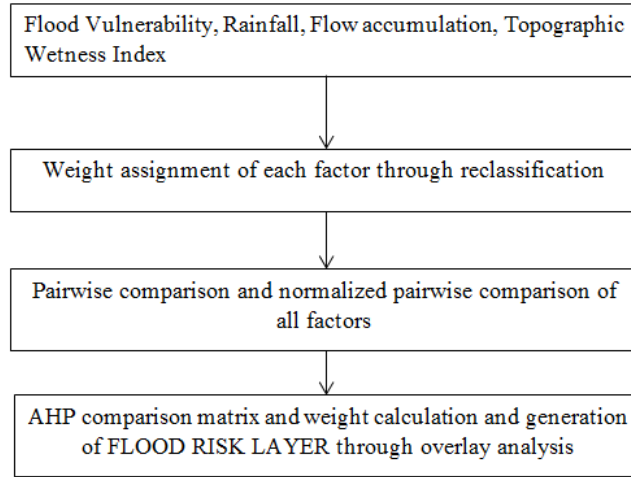 Flood Vulnerability, Rainfall, Flow accumulation, Topographic
Wetness Index
Weight assignment of each factor through reclassification
Pairwise comparison and normalized pairwise comparison of
all factors
AHP comparison matrix and weight calculation and generation
of FLOOD RISK LAYER through overlay analysis